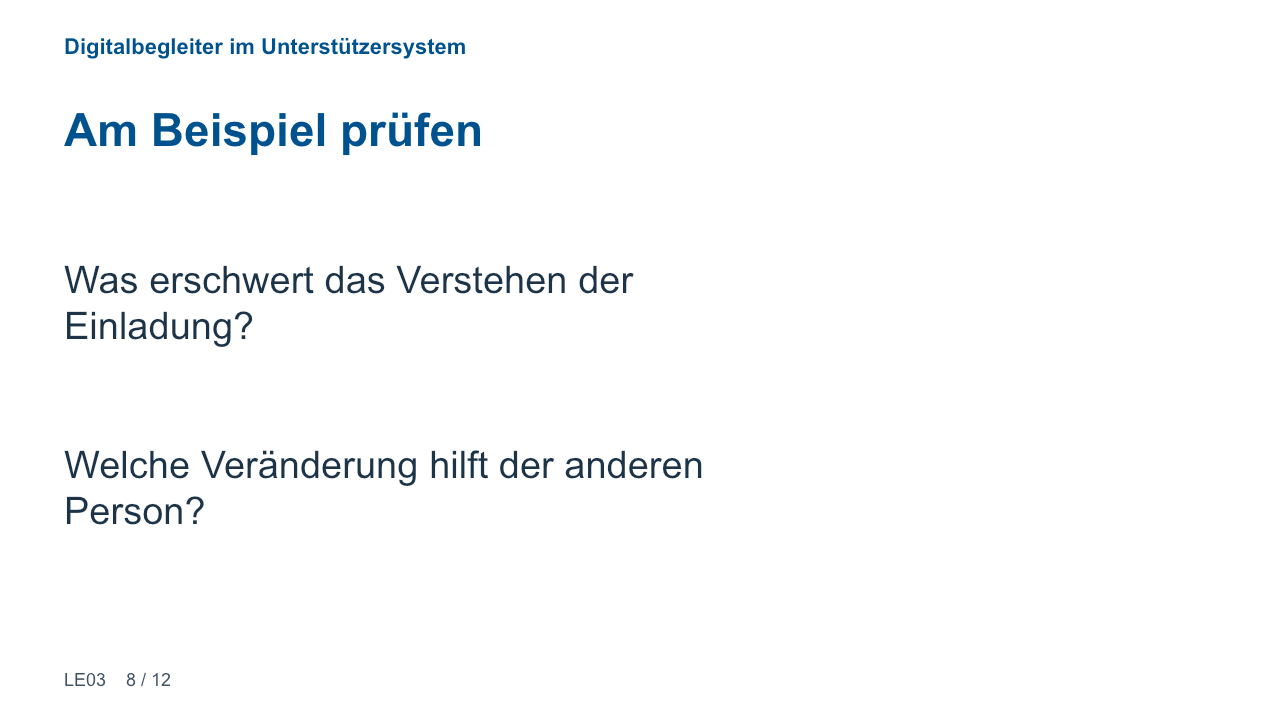 Digitalbegleiter im Unterstützersystem
Am Beispiel prüfen
Was erschwert das Verstehen der
Einladung?
Welche Veränderung hilft der anderen
Person?
LE03 8 / 12